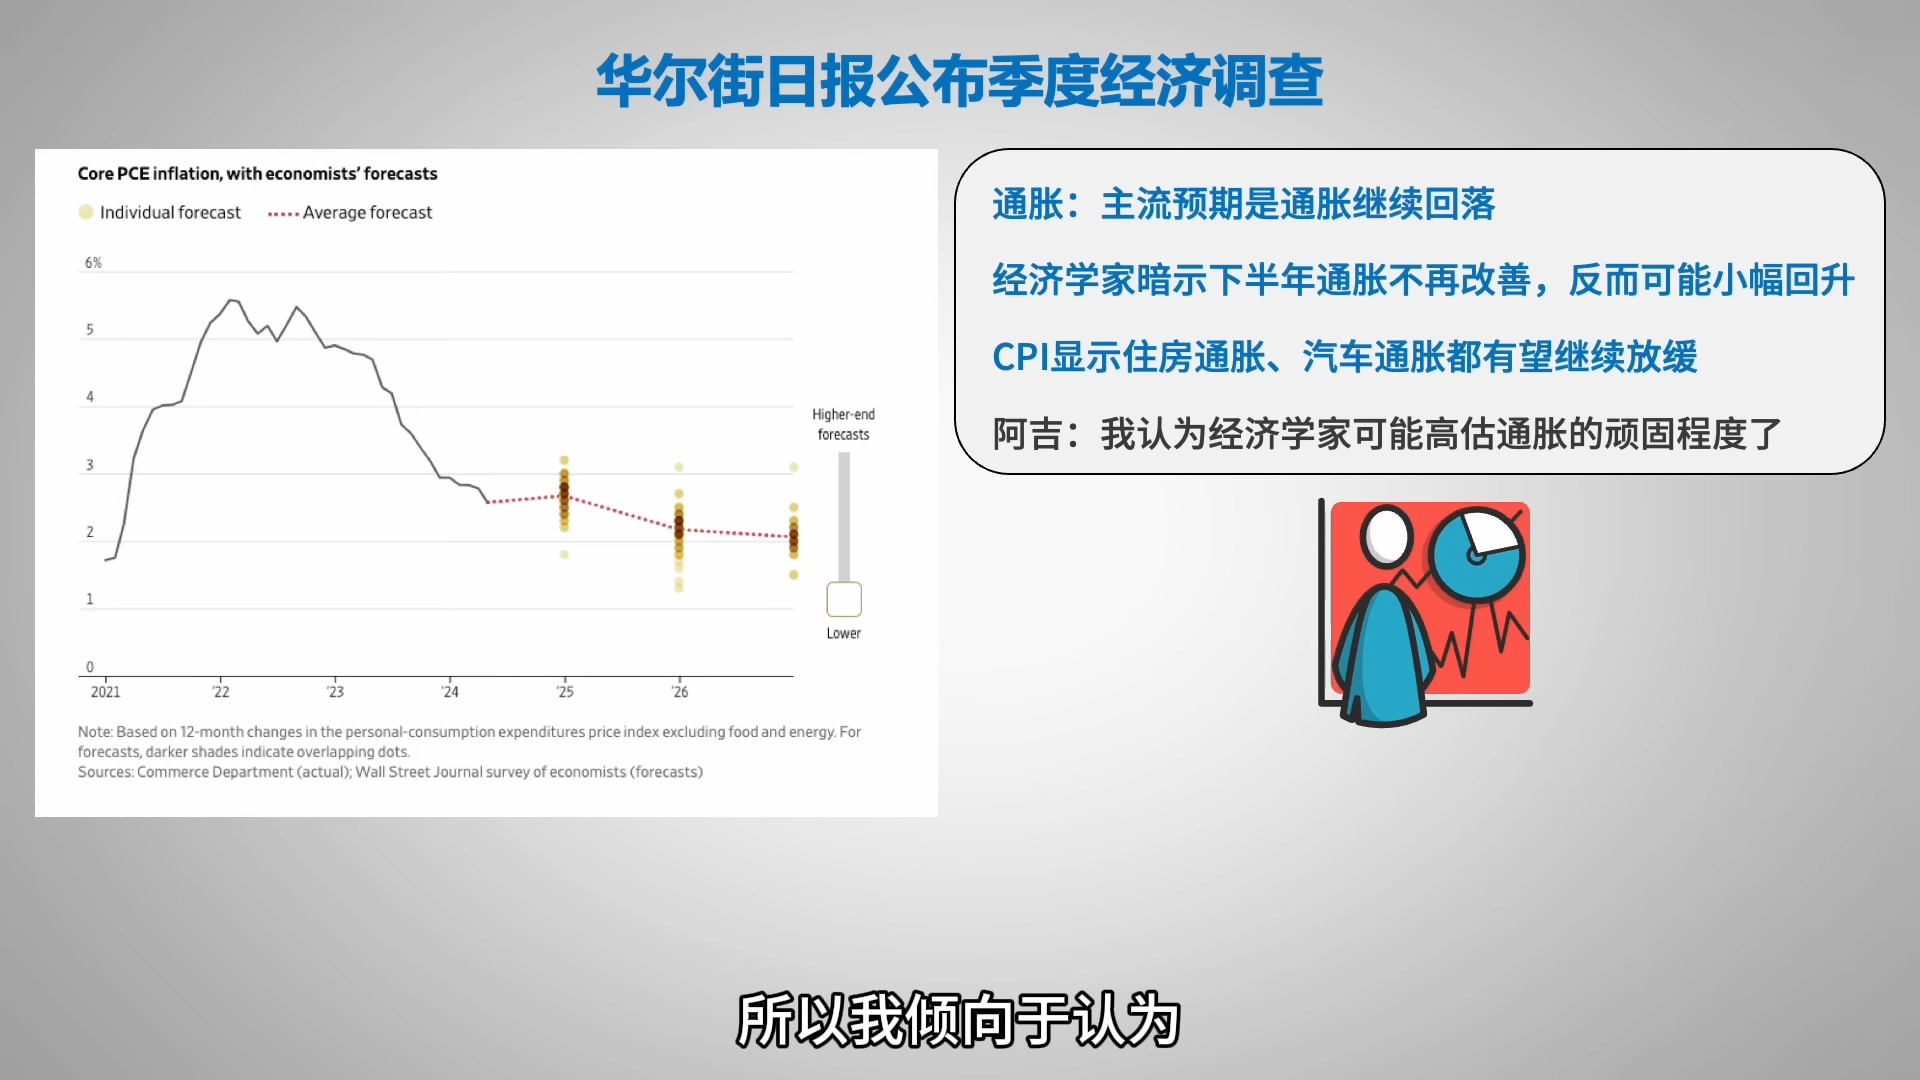 华尔街日报公布季度经济调查
Core PCE inflation, with economists' forecasts
Individual forecast
Average forecast
6%
5
4
3
2
1
0
2021
'22
'23
'24
'25
'26
Higher-end
forecasts
Lower
Note: Based on 12-month changes in the personal-consumption expenditures price index excluding food and energy. For
forecasts, darker shades indicate overlapping dots.
Sources: Commerce Department (actual); Wall Street Journal survey of economists (forecasts)
通胀：主流预期是通胀继续回落
经济学家暗示下半年通胀不再改善，反而可能小幅回升
CPI显示住房通胀、汽车通胀都有望继续放缓
阿吉：我认为经济学家可能高估通胀的顽固程度了
所以我倾向于认为